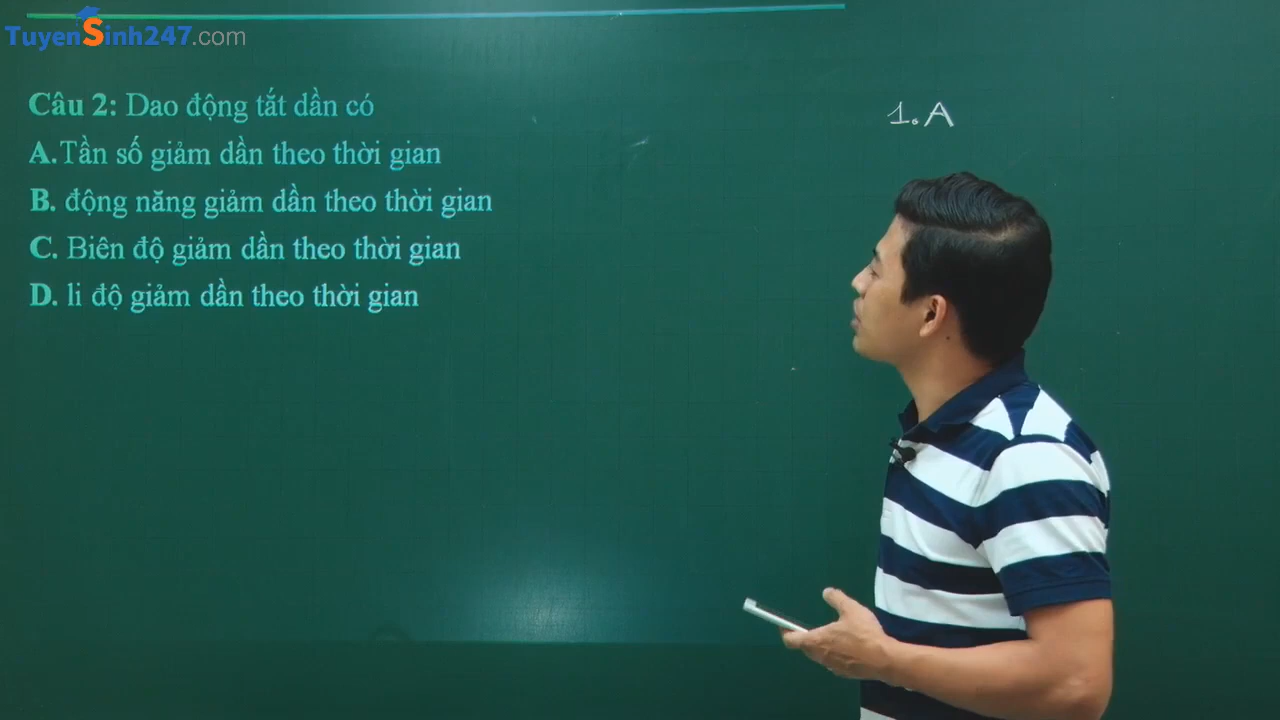 TuyenSinh247.com
Câu 2: Dao động tắt dần có
A.Tần số giảm dần theo thời gian
B. động năng giảm dần theo thời gian
C. Biên độ giảm dần theo thời gian
D. li độ giảm dần theo thời gian
1.A